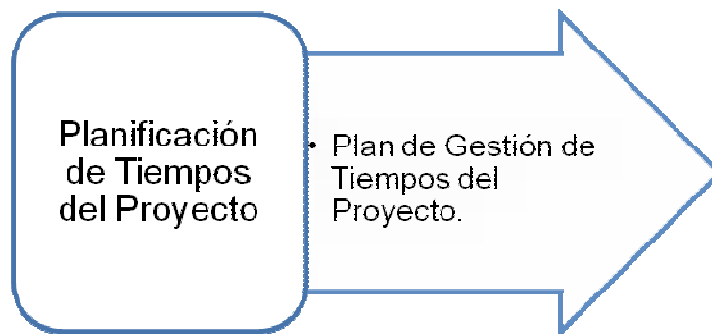 Planificación
de Tiempos
del Proyecto
• Plan de Gestión de
Tiempos del
Proyecto.